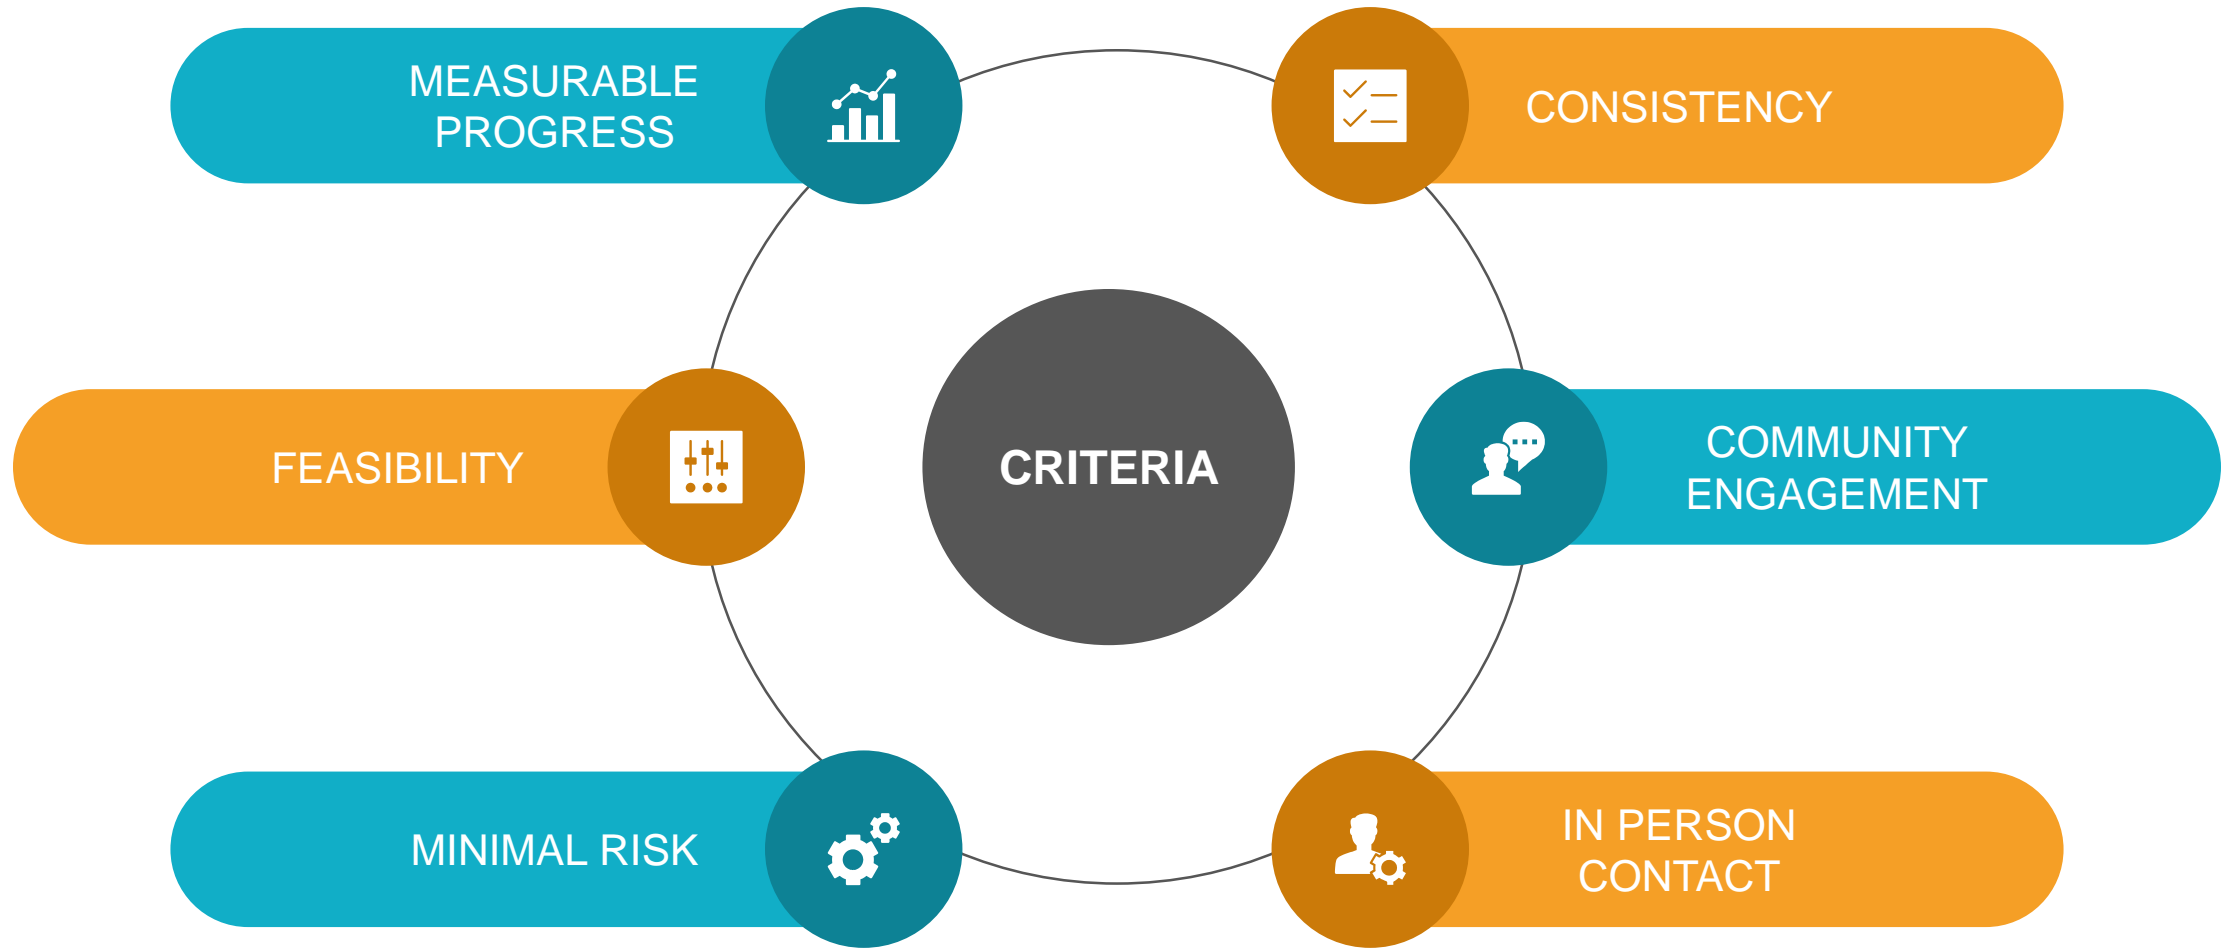 MEASURABLE
PROGRESS
CONSISTENCY
FEASIBILITY
CRITERIA
COMMUNITY
ENGAGEMENT
MINIMAL RISK
IN PERSON
CONTACT